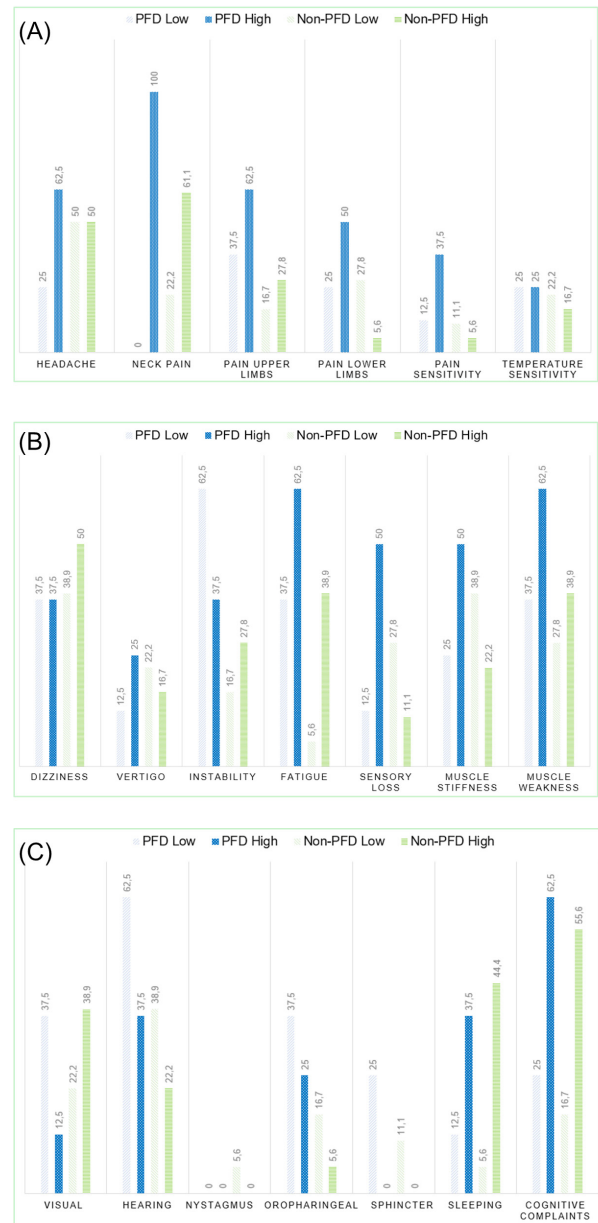 (A)
PFD Low PFD High Non-PFD Low Non-PFD High
25 62,5 50 50
0 100 22,2 61,1
37,5 62,5 16,7 27,8
25 50 27,8 5,6
12,5 37,5 11,1 5,6
25 25 22,2 16,7
HEADACHE NECK PAIN PAIN UPPER LIMBS PAIN LOWER LIMBS PAIN SENSITIVITY TEMPERATURE SENSITIVITY
(B)
PFD Low PFD High Non-PFD Low Non-PFD High
37,5 37,5 38,9 50
12,5 25 22,2 16,7
62,5 37,5 16,7 27,8
37,5 62,5 5,6 38,9
12,5 50 27,8 11,1
25 50 38,9 22,2
37,5 62,5 27,8 38,9
DIZZINESS VERTIGO INSTABILITY FATIGUE SENSORY LOSS MUSCLE STIFFNESS MUSCLE WEAKNESS
(C)
PFD Low PFD High Non-PFD Low Non-PFD High
37,5 12,5 22,2 38,9
62,5 37,5 38,9 22,2
0 0 5,6 0
37,5 25 16,7 5,6
25 0 11,1 0
12,5 37,5 5,6 44,4
25 62,5 16,7 55,6
VISUAL HEARING NYSTAGMUS OROPHARINGEAL SPHINCTER SLEEPING COGNITIVE COMPLAINTS